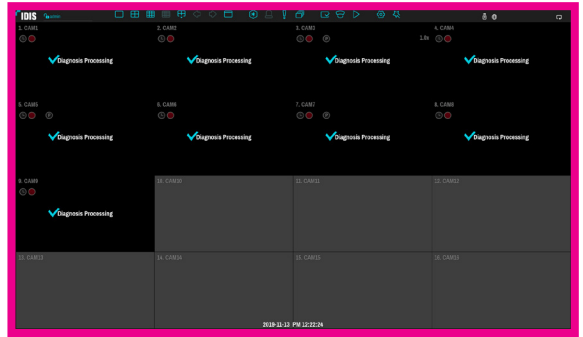 IDIS admin
1. CAM1 2. CAM2 3. CAM3 1.0x 4. CAM4
Diagnosis Processing Diagnosis Processing Diagnosis Processing Diagnosis Processing
5. CAM5 6. CAM6 7. CAM7 8. CAM8
Diagnosis Processing Diagnosis Processing Diagnosis Processing Diagnosis Processing
9. CAM9 10. CAM10 11. CAM11 12. CAM12
Diagnosis Processing
13. CAM13 14. CAM14 15. CAM15 16. CAM16
2019-11-13 PM 12:22:24